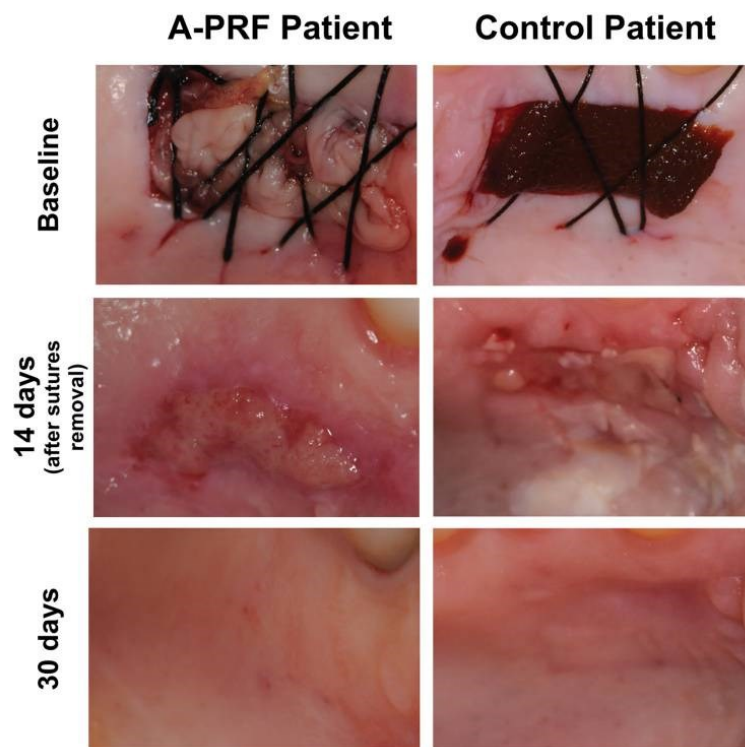 A-PRF Patient
Control Patient
Baseline
14 days
(after sutures
removal)
30 days